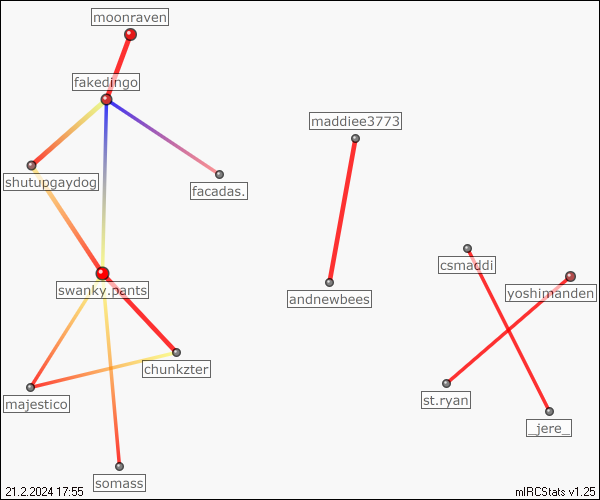 moonraven
fakedingo
maddiee3773
shutupgaydog
facadas.
csmaddi
swanky.pants
yoshimanden
andnewbees
chunkzter
majestico
st.ryan
_jere_
somass
21.2.2024 17:55
mIRCStats v1.25